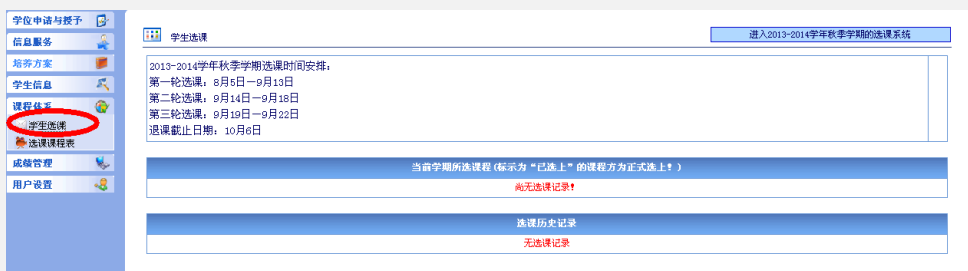 学位申请与授予
信息服务
培养方案
学生信息
课程体系
学生选课
选课课程表
成绩管理
用户设置
学生选课
进入2013-2014学年秋季学期的选课系统
2013-2014学年秋季学期选课时间安排：
第一轮选课：8月5日—9月13日
第二轮选课：9月14日—9月18日
第三轮选课：9月19日—9月22日
退课截止日期：10月6日
当前学期所选课程(标示为“已选上”的课程方为正式选上！)
尚无选课记录！
选课历史记录
无选课记录